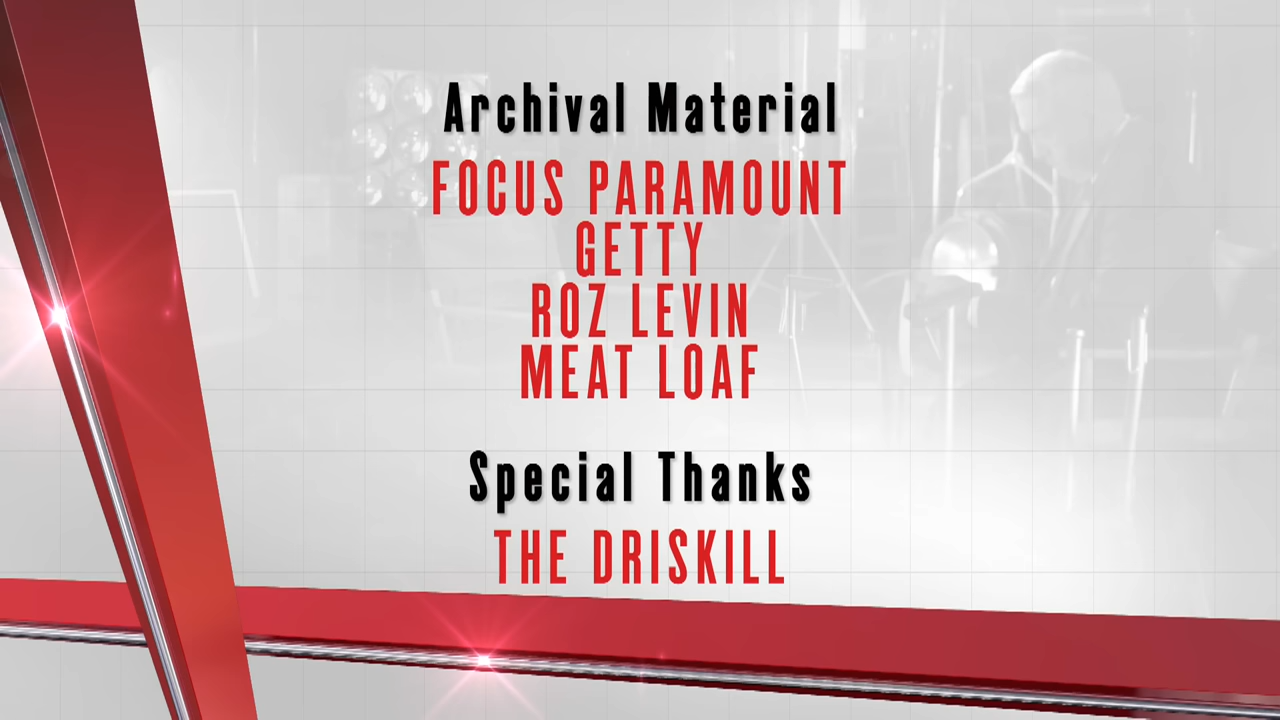 Archival Material
FOCUS PARAMOUNT
GETTY
ROZ LEVIN
MEAT LOAF
Special Thanks
THE DRISKILL